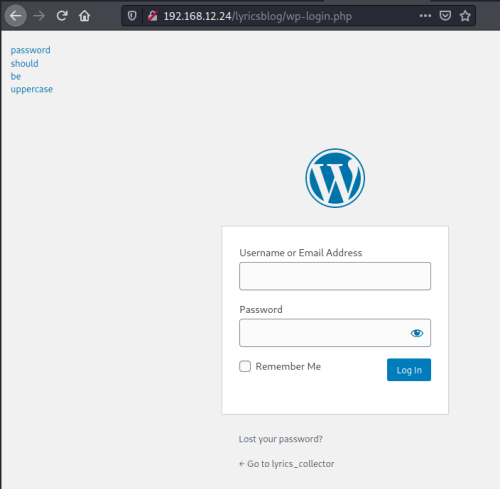 192.168.12.24/lyricsblog/wp-login.php
password
should
be
uppercase
Username or Email Address
Password
Remember Me
Log In
Lost your password?
← Go to lyrics_collector